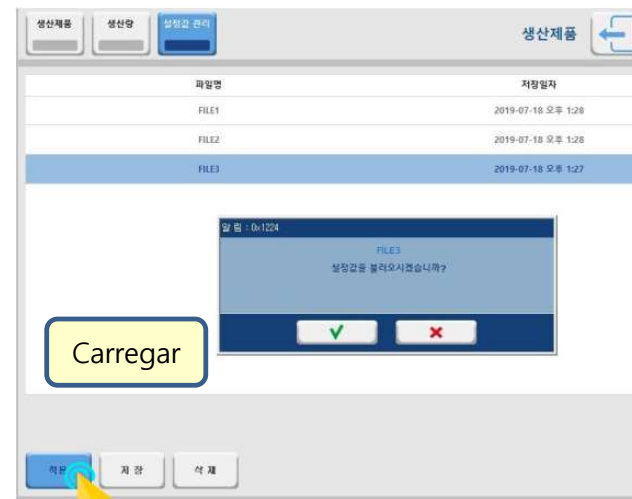 생산제품
생산량
설정값 관리
생산제품
파일명 저장일자
FILE1 2019-07-18 오후 1:28
FILE2 2019-07-18 오후 1:28
FILE3 2019-07-18 오후 1:27
알 림 : 0x1224
FILE3
설정값을 불러오시겠습니까?
Carregar
적용
저 장
삭 제